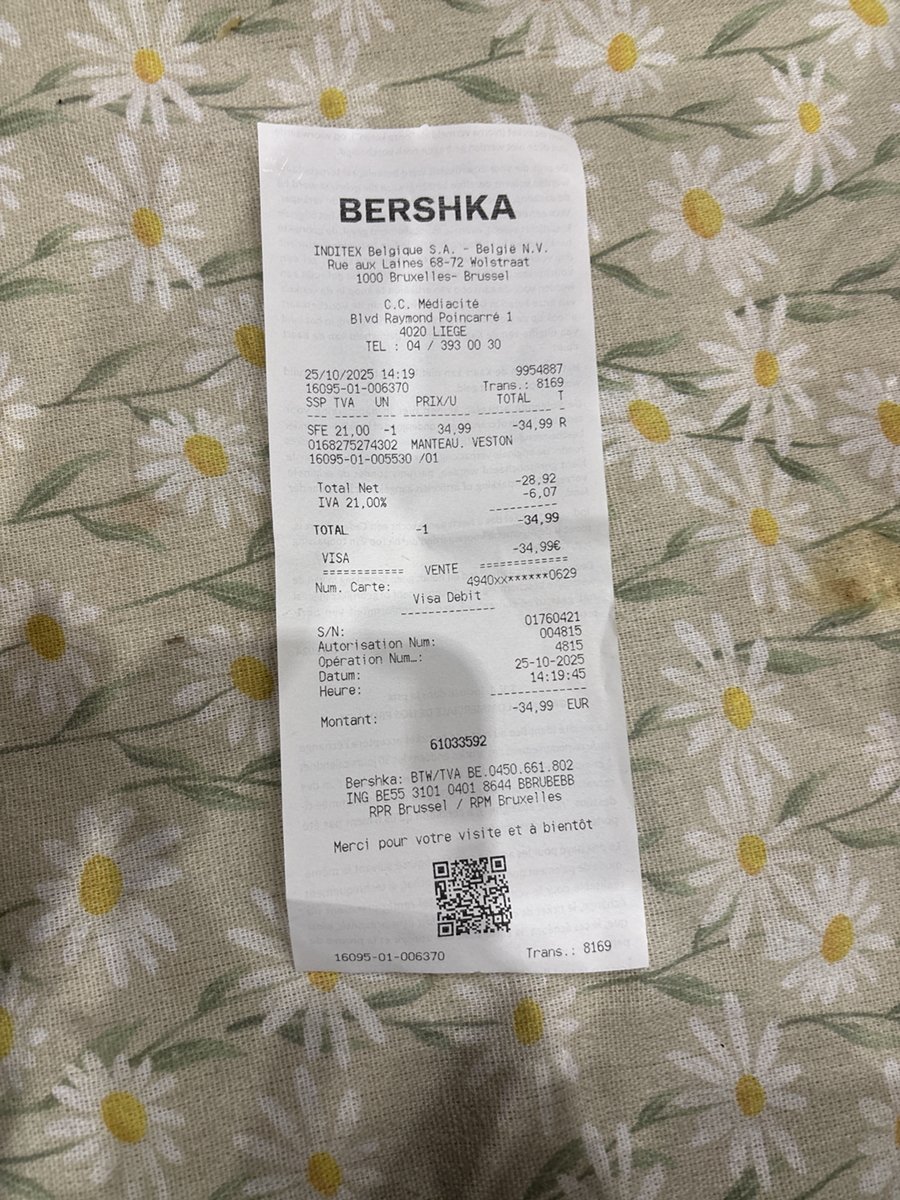 BERSHKA
INDITEX Belgique S.A. - België N.V.
Rue aux Laines 68-72 Wolstraat
1000 Bruxelles- Brussel
C.C. Médiacité
Blvd Raymond Poincarré 1
4020 LIEGE
TEL : 04 / 393 00 30
25/10/2025 14:19 9954887
16095-01-006370 Trans.: 8169
SSP TVA UN PRIX/U TOTAL T
--- ----- --- --------- ----------- --
SFE 21,00 -1 34,99 -34,99 R
0168275274302 MANTEAU. VESTON
16095-01-005530 /01
Total Net -28,92
IVA 21,00% -6,07
----------
TOTAL -1 -34,99
VISA -34,99€
============ VENTE =============
Num. Carte: 4940xx******0629
Visa Debit
--------------
S/N: 01760421
Autorisation Num: 004815
Opération Num…: 4815
Datum: 25-10-2025
Heure: 14:19:45
--------------
Montant: -34,99 EUR
61033592
Bershka: BTW/TVA BE.0450.661.802
ING BE55 3101 0401 8644 BBRUBEBB
RPR Brussel / RPM Bruxelles
Merci pour votre visite et à bientôt
16095-01-006370 Trans.: 8169